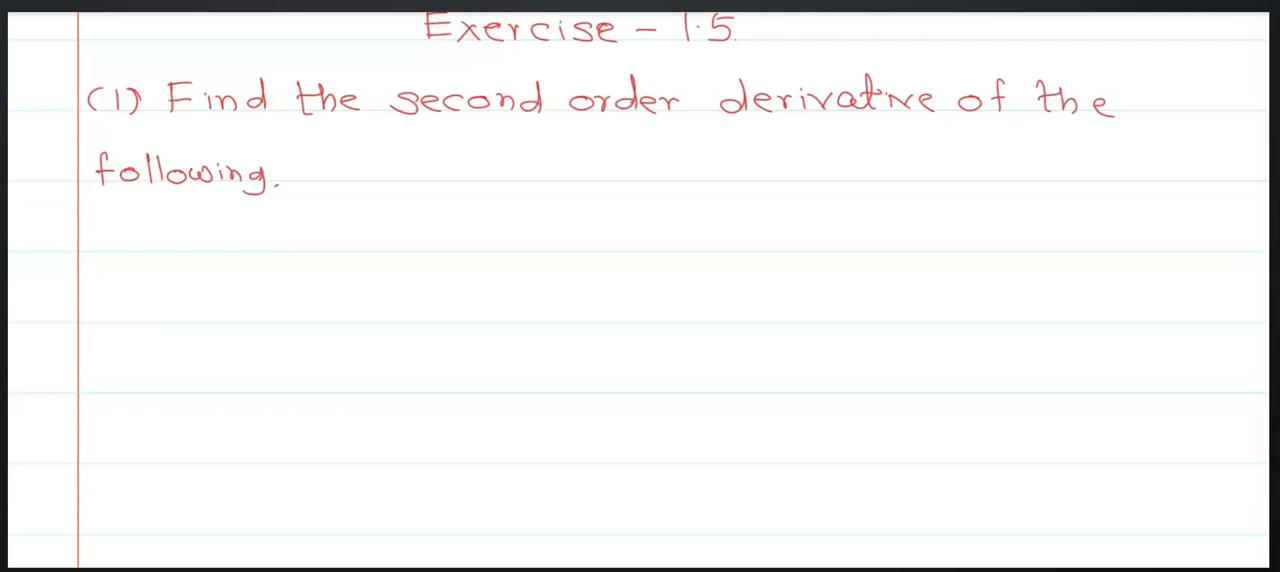 Exercise - 1.5.
(1) Find the second order derivative of the
following.